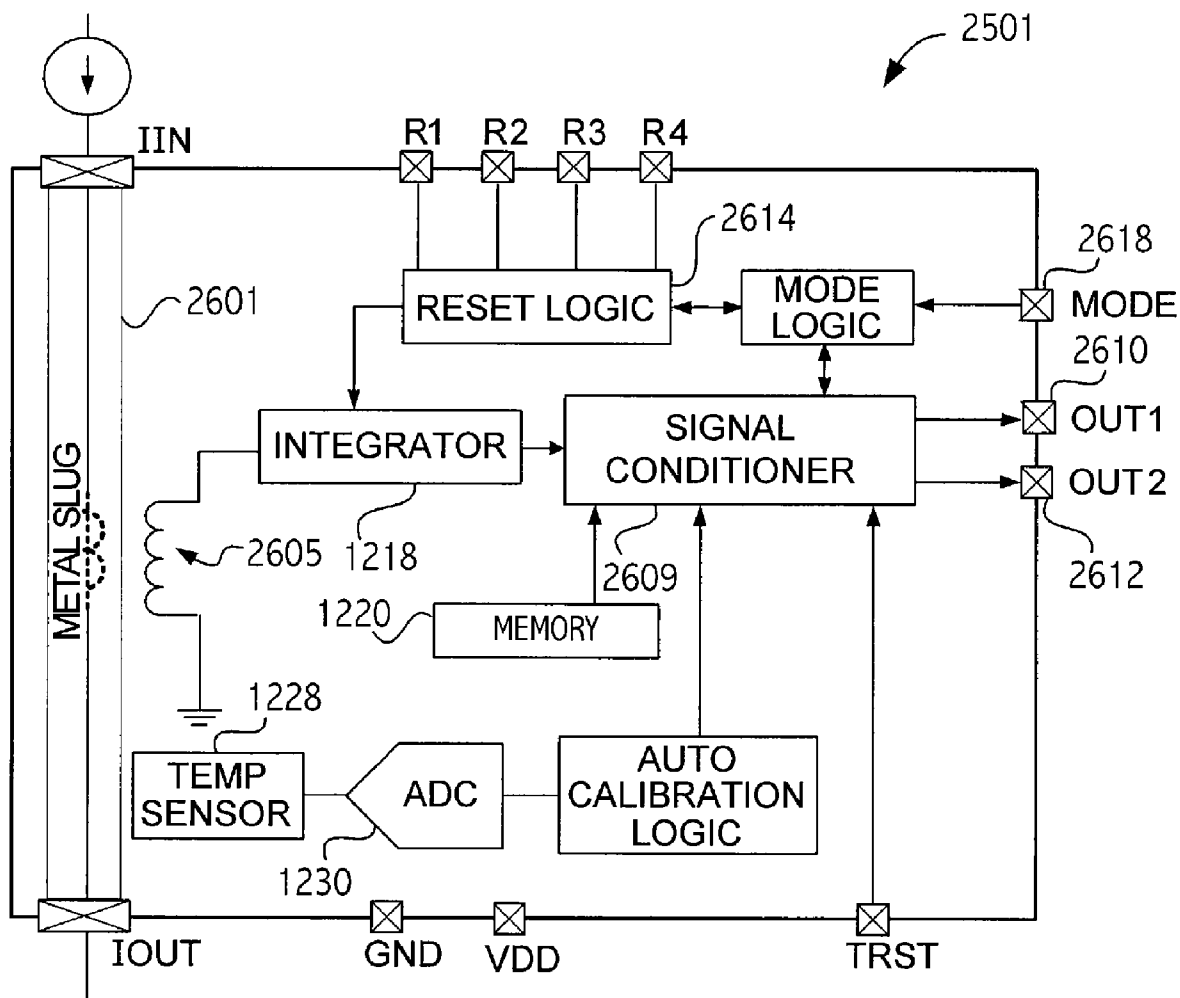 2501
IIN
R1 R2 R3 R4
2614
2618
RESET LOGIC
MODE
LOGIC
MODE
2601
2610
INTEGRATOR
SIGNAL
CONDITIONER
OUT1
OUT2
METAL SLUG
2605
1218
2609
2612
1220
MEMORY
1228
TEMP
SENSOR
ADC
AUTO
CALIBRATION
LOGIC
1230
IOUT
GND
VDD
TRST